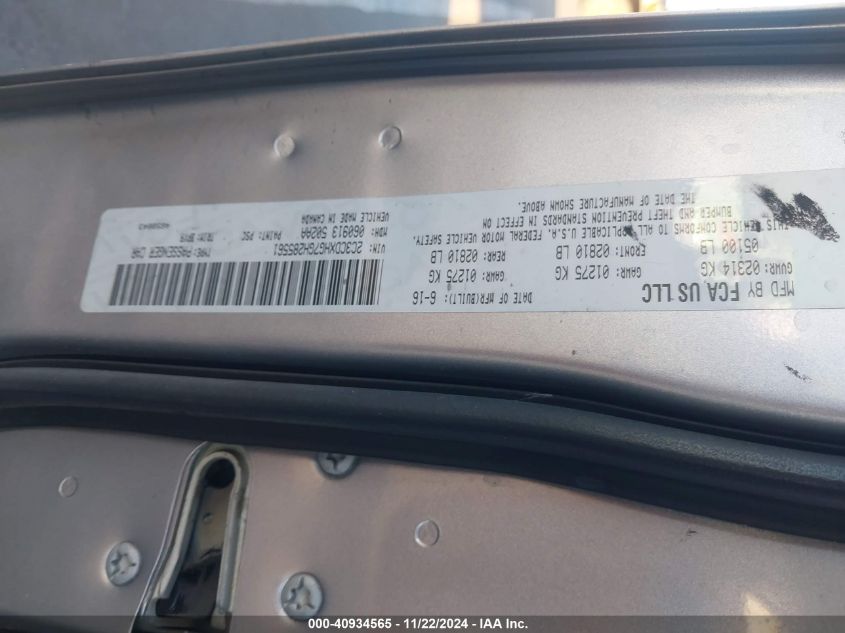 MFD BY FCA US LLC
DATE OF MFR(BUILT): 6-16
GVWR: 02314 KG
05100 LB
GAWR: 01275 KG
FRONT: 02810 LB
GAWR: 01275 KG
REAR: 02810 LB
THIS VEHICLE CONFORMS TO ALL APPLICABLE U.S.A. FEDERAL MOTOR VEHICLE SAFETY,
BUMPER AND THEFT PREVENTION STANDARDS IN EFFECT
THE DATE OF MANUFACTURE SHOWN ABOVE.
VIN: 2C3CDXHG7GH285561
TYPE: PASSENGER CAR
MDH: 060913 502AA
PAINT: PSC
TRIM:
VEHICLE MADE IN CANADA
000-40934565 - 11/22/2024 - IAA Inc.